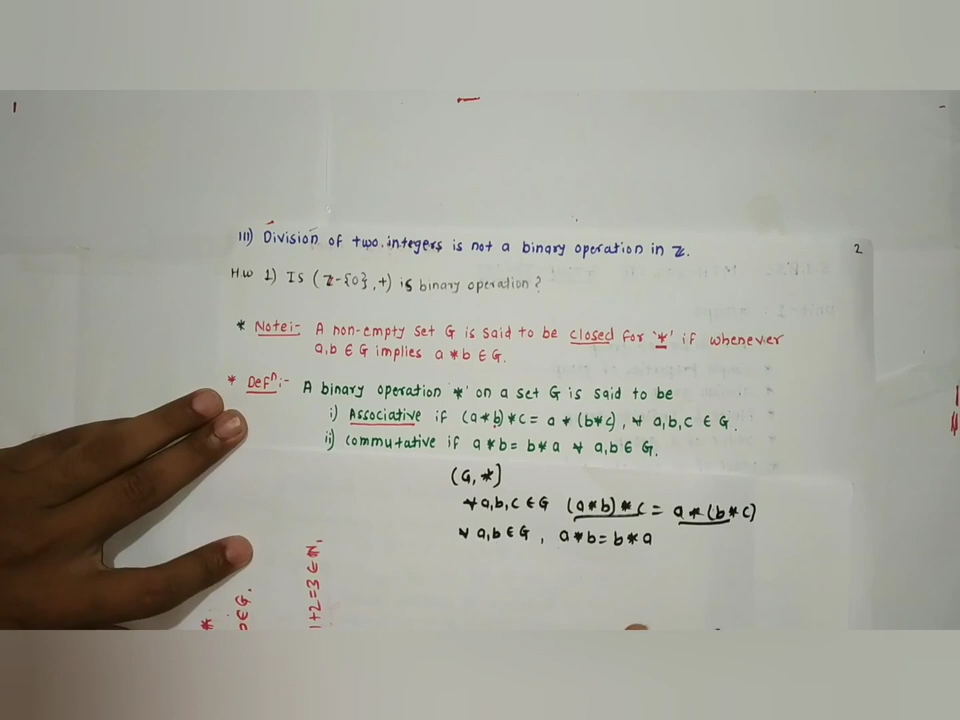 2
III) Division of two integers is not a binary operation in Z.
H.W 1) Is (Z-{0}, +) is binary operation?
* Note:- A non-empty set G is said to be closed for '*' if whenever
a,b ∈ G implies a * b ∈ G.
* Defⁿ:- A binary operation '*' on a set G is said to be
i) Associative if (a*b)*c = a*(b*c), ∀ a,b,c ∈ G.
ii) commutative if a*b = b*a ∀ a,b ∈ G.
(G, *)
∀ a,b,c ∈ G (a*b)*c = a*(b*c)
∀ a,b ∈ G, a*b = b*a
1+2=3 ∈ N.
∈ G.
*